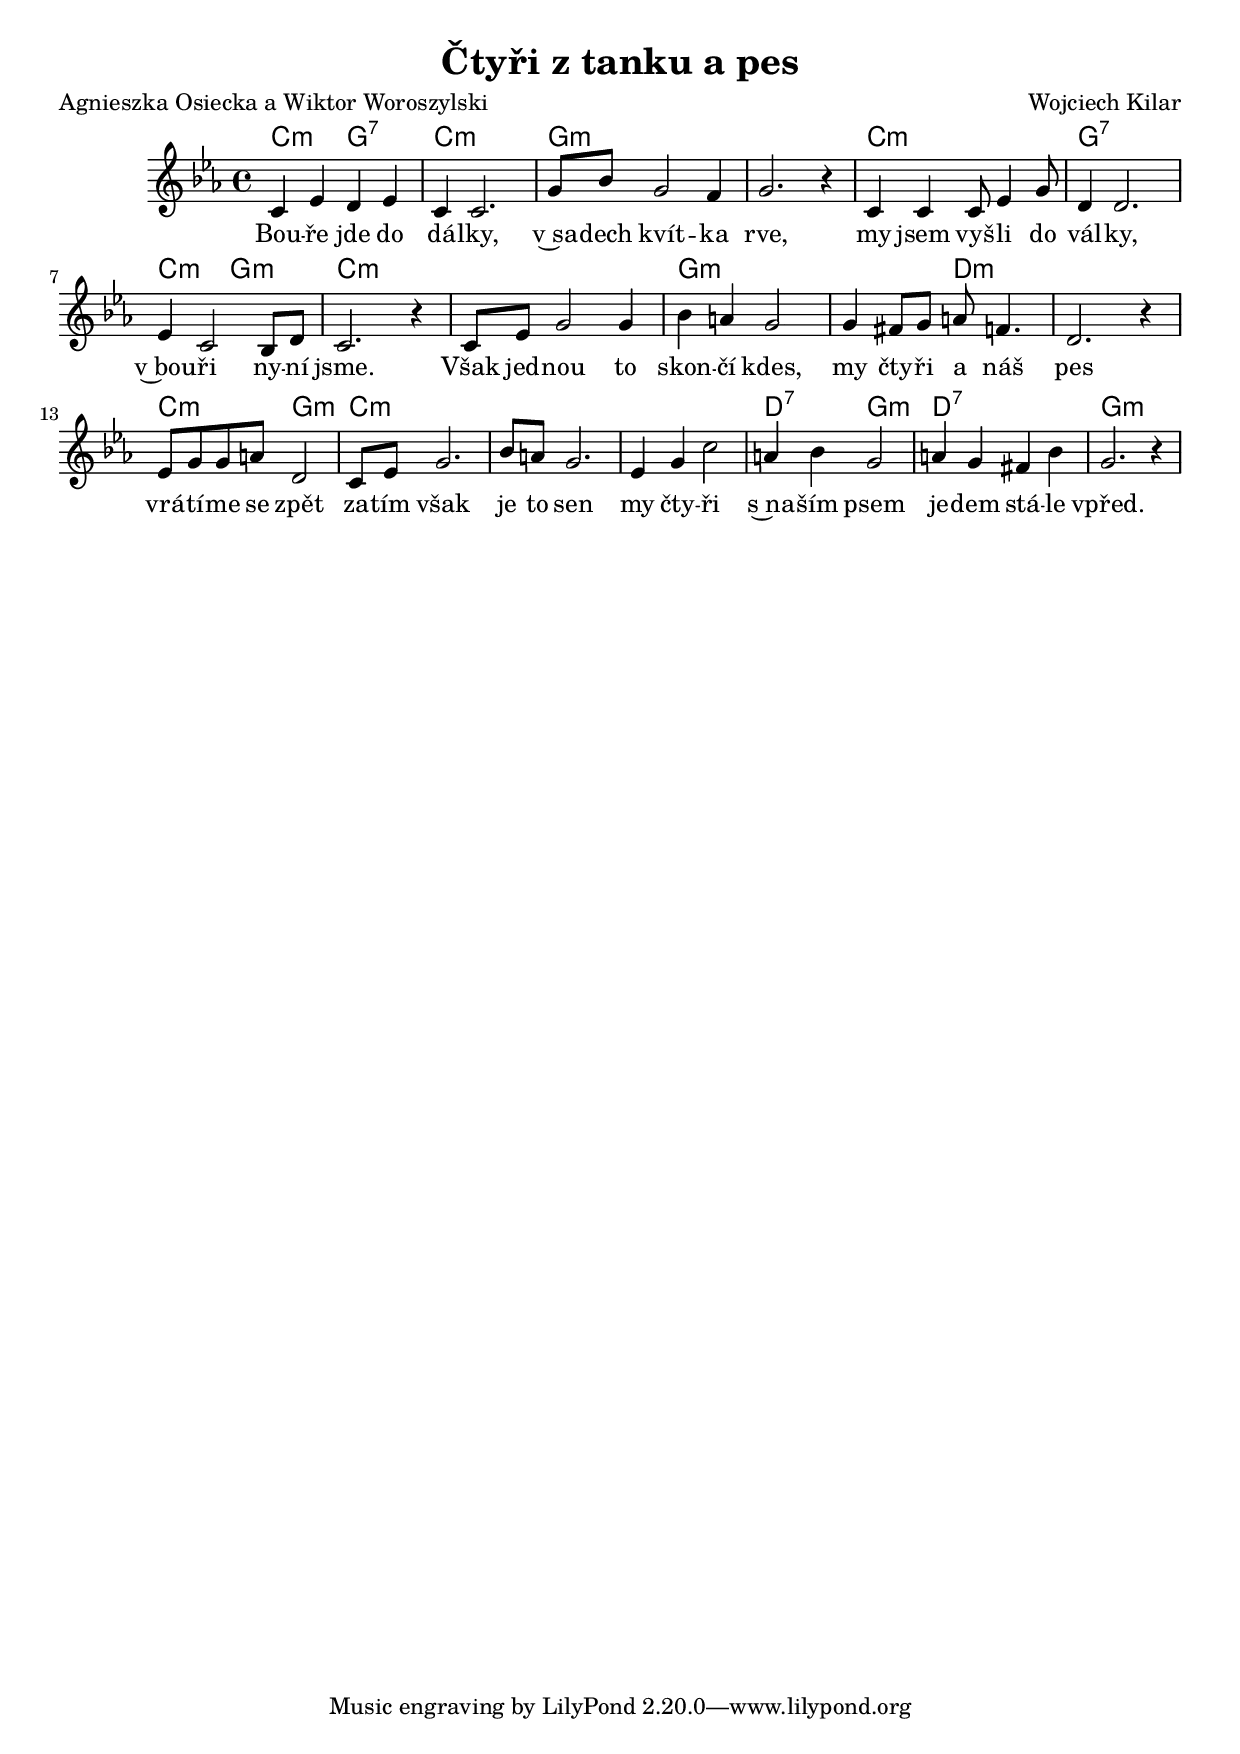 Čtyři z tanku a pes
Agnieszka Osiecka a Wiktor Woroszylski Wojciech Kilar
Cm G7 Cm Gm Cm G7
Bou -- ře jde do dálky, v sadech kvít -- ka rve, my jsem vyšli do války,
7
Cm Gm Cm Gm Dm
v bouři ny -- ní jsme. Však jednou to skon -- čí kdes, my čtyři a náš pes
13
Cm Gm Cm D7 Gm D7 Gm
vrátíme se zpět zatím však je to sen my čty -- ři s naším psem jedem stá -- le vpřed.
Music engraving by LilyPond 2.20.0—www.lilypond.org